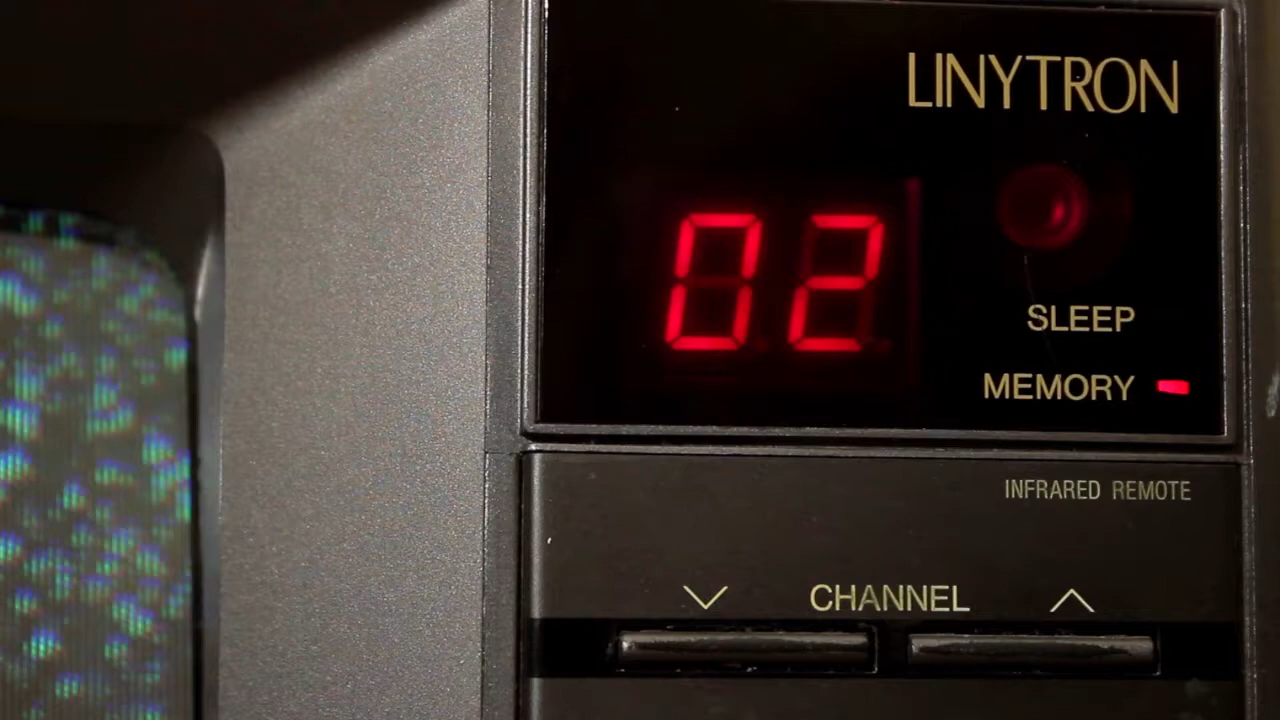 LINYTRON
02
SLEEP
MEMORY
INFRARED REMOTE
CHANNEL